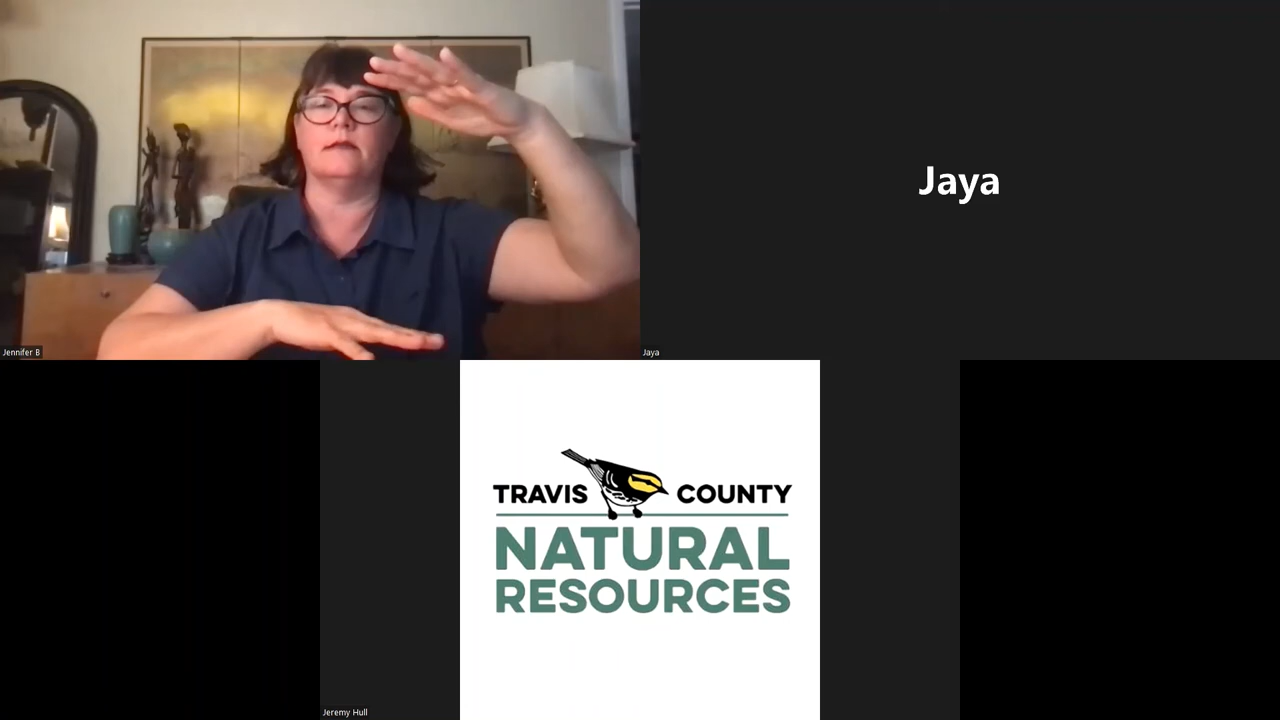 Jaya
Jennifer B
Jaya
TRAVIS COUNTY
NATURAL
RESOURCES
Jeremy Hull